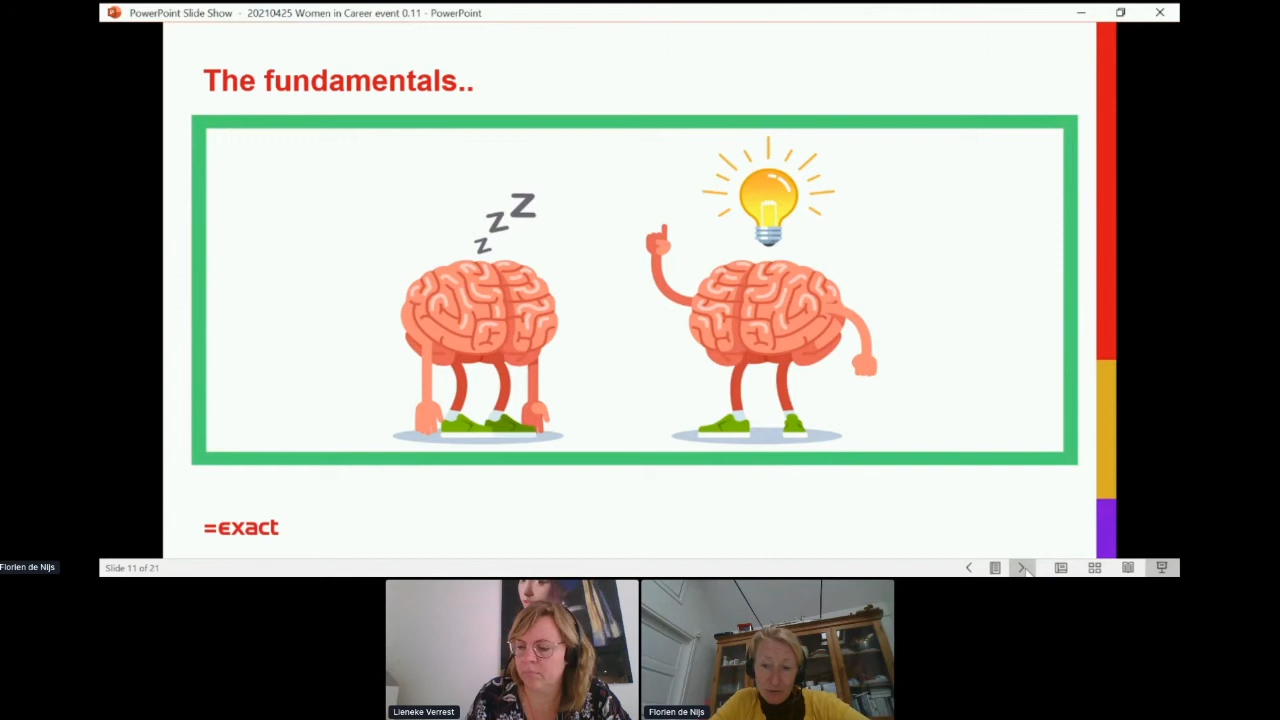 PowerPoint Slide Show - 20210425 Women in Career event 0.11 - PowerPoint
The fundamentals..
z z Z
=exact
Florien de Nijs
Slide 11 of 21
Lieneke Verrest
Florien de Nijs